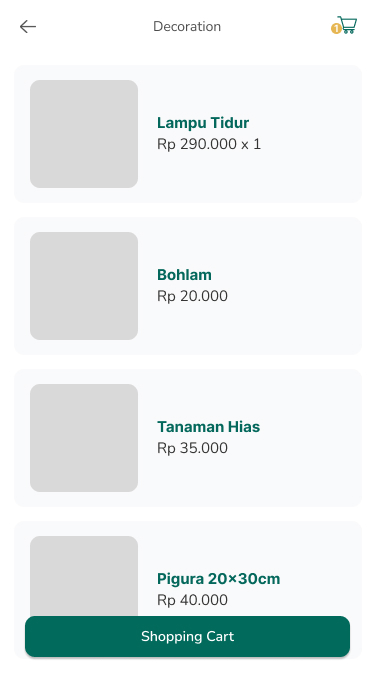 Decoration
1
Lampu Tidur
Rp 290.000 x 1
Bohlam
Rp 20.000
Tanaman Hias
Rp 35.000
Pigura 20×30cm
Rp 40.000
Shopping Cart